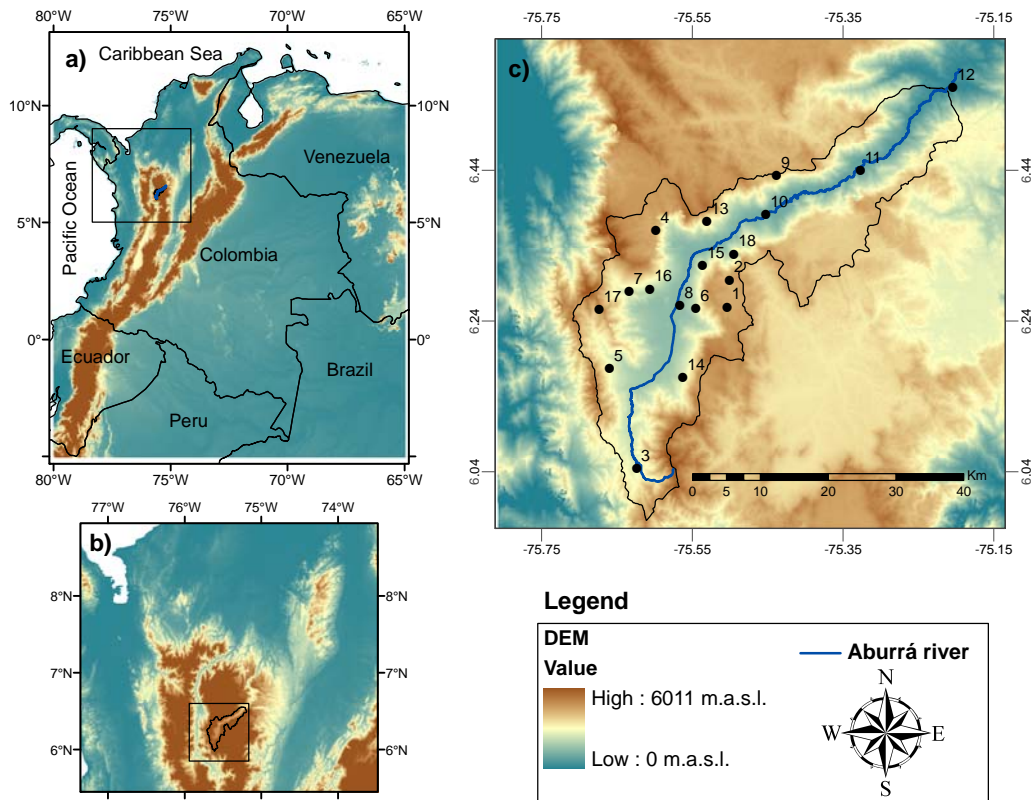 80°W 75°W 70°W 65°W
a)
Caribbean Sea
10°N
5°N
0°
Pacific Ocean
Venezuela
Colombia
Ecuador
Peru
Brazil
80°W 75°W 70°W 65°W
77°W 76°W 75°W 74°W
b)
8°N 8°N
7°N 7°N
6°N 6°N
77°W 76°W 75°W 74°W
-75.75 -75.55 -75.35 -75.15
c)
12
9
11
6.44 6.44
10
13
4
18
15
2
7 16
17
8 6 1
6.24 6.24
5
14
3
6.04 6.04
Km
0 5 10 20 30 40
-75.75 -75.55 -75.35 -75.15
Legend
DEM
Value
High : 6011 m.a.s.l.
Low : 0 m.a.s.l.
Aburrá river
N
W E
S